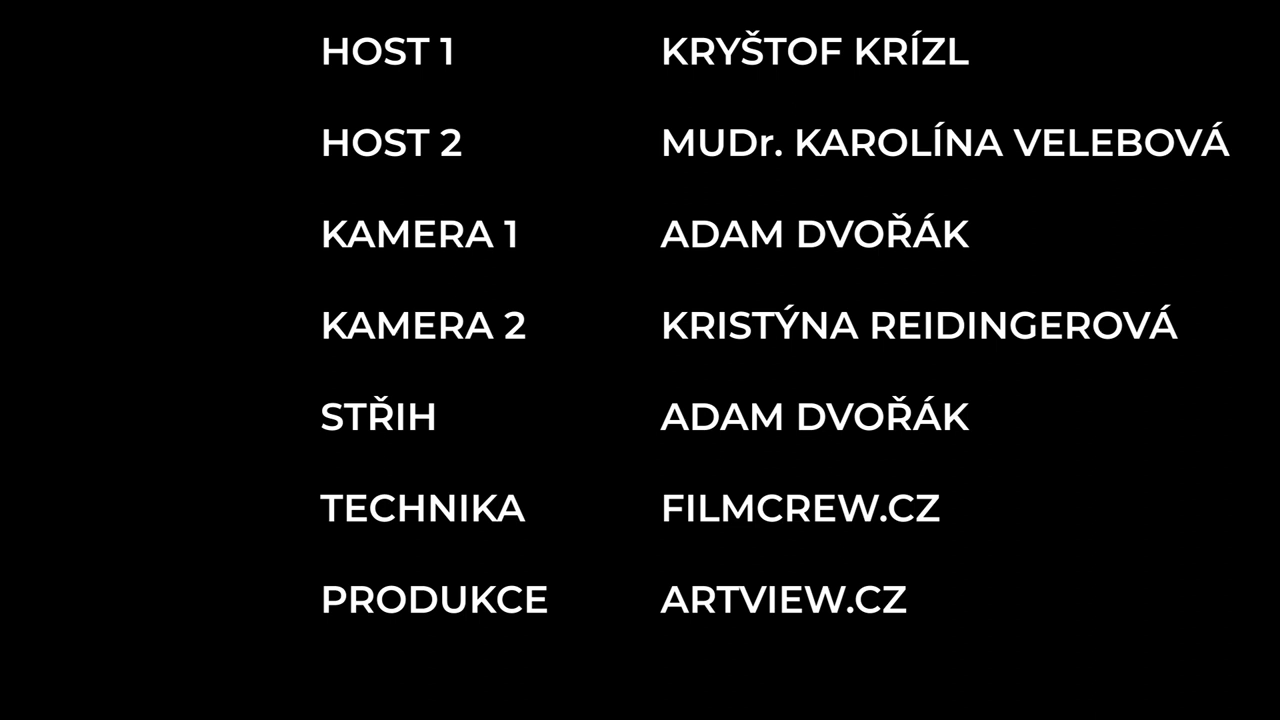 HOST 1 KRYŠTOF KRÍZL
HOST 2 MUDr. KAROLÍNA VELEBOVÁ
KAMERA 1 ADAM DVOŘÁK
KAMERA 2 KRISTÝNA REIDINGEROVÁ
STŘIH ADAM DVOŘÁK
TECHNIKA FILMCREW.CZ
PRODUKCE ARTVIEW.CZ